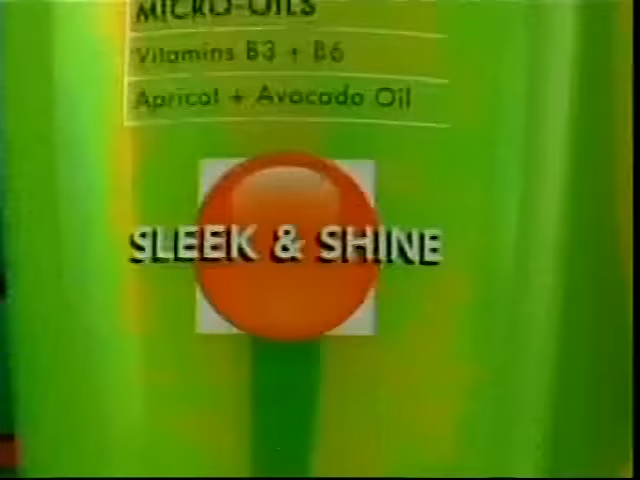 MICRO-OILS
Vitamins B3 + B6
Apricot + Avocado Oil
SLEEK & SHINE